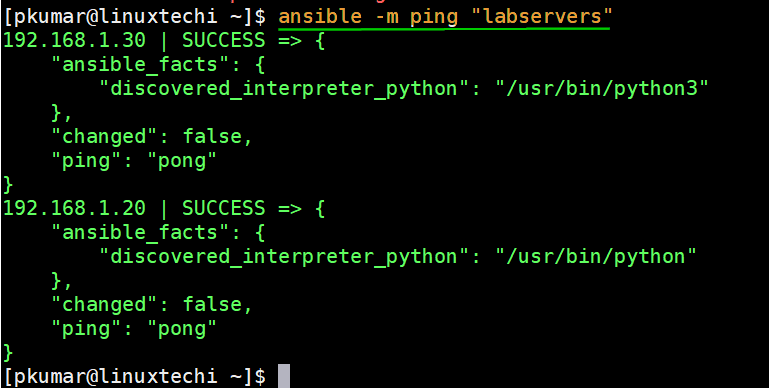 [pkumar@linuxtechi ~]$ ansible -m ping "labservers"
192.168.1.30 | SUCCESS => {
    "ansible_facts": {
        "discovered_interpreter_python": "/usr/bin/python3"
    },
    "changed": false,
    "ping": "pong"
}
192.168.1.20 | SUCCESS => {
    "ansible_facts": {
        "discovered_interpreter_python": "/usr/bin/python"
    },
    "changed": false,
    "ping": "pong"
}
[pkumar@linuxtechi ~]$